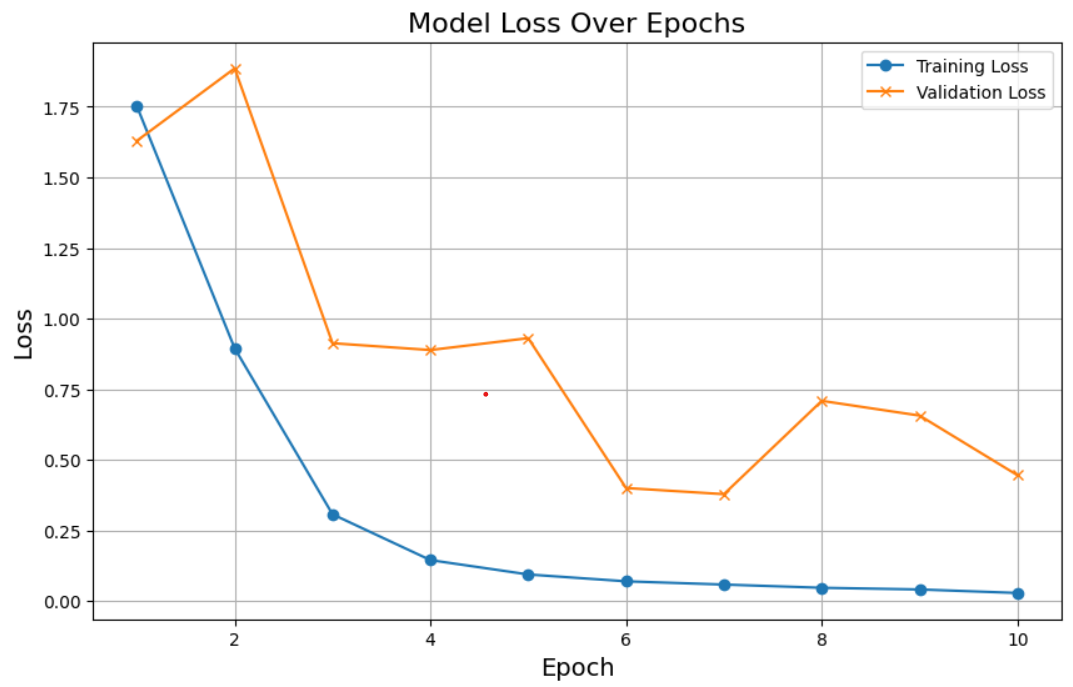 Model Loss Over Epochs
Training Loss
Validation Loss
1.75
1.50
1.25
1.00
0.75
0.50
0.25
0.00
Loss
2
4
6
8
10
Epoch